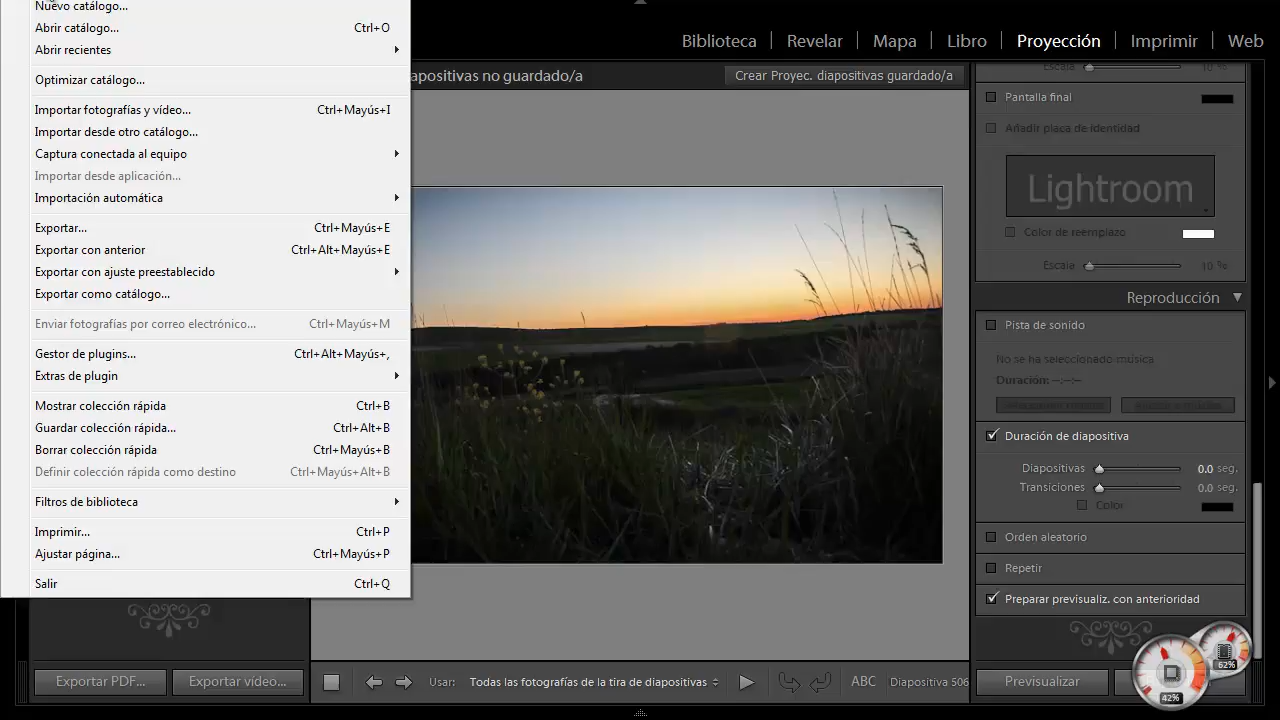 Nuevo catálogo...
Abrir catálogo... Ctrl+O
Abrir recientes
Optimizar catálogo...
Importar fotografías y vídeo... Ctrl+Mayús+I
Importar desde otro catálogo...
Captura conectada al equipo
Importar desde aplicación...
Importación automática
Exportar... Ctrl+Mayús+E
Exportar con anterior Ctrl+Alt+Mayús+E
Exportar con ajuste preestablecido
Exportar como catálogo...
Enviar fotografías por correo electrónico... Ctrl+Mayús+M
Gestor de plugins... Ctrl+Alt+Mayús+,
Extras de plugin
Mostrar colección rápida Ctrl+B
Guardar colección rápida... Ctrl+Alt+B
Borrar colección rápida Ctrl+Mayús+B
Definir colección rápida como destino Ctrl+Mayús+Alt+B
Filtros de biblioteca
Imprimir... Ctrl+P
Ajustar página... Ctrl+Mayús+P
Salir Ctrl+Q
Biblioteca | Revelar | Mapa | Libro | Proyección | Imprimir | Web
apositivas no guardado/a
Crear Proyec. diapositivas guardado/a
Escala 10 %
Pantalla final
Añadir placa de identidad
Lightroom
Color de reemplazo
Escala 10 %
Reproducción
Pista de sonido
No se ha seleccionado música
Duración: --:--:--
Duración de diapositiva
Diapositivas 0.0 seg.
Transiciones 0.0 seg.
Color
Orden aleatorio
Repetir
Preparar previsualiz. con anterioridad
Exportar PDF...
Exportar vídeo...
Usar: Todas las fotografías de la tira de diapositivas
ABC
Diapositiva 506
Previsualizar
42%
62%